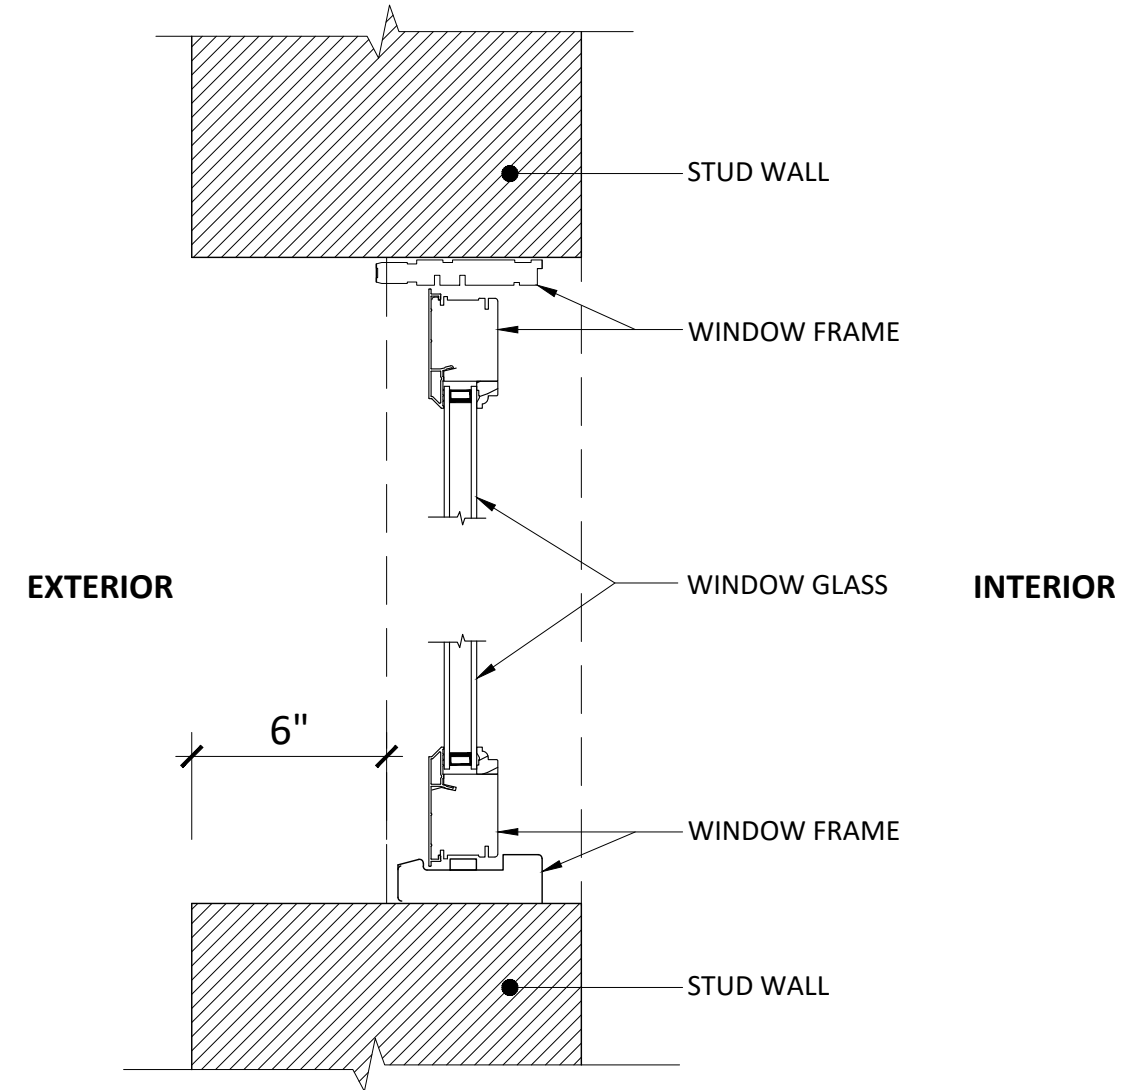 STUD WALL
WINDOW FRAME
EXTERIOR
WINDOW GLASS
INTERIOR
6"
WINDOW FRAME
STUD WALL